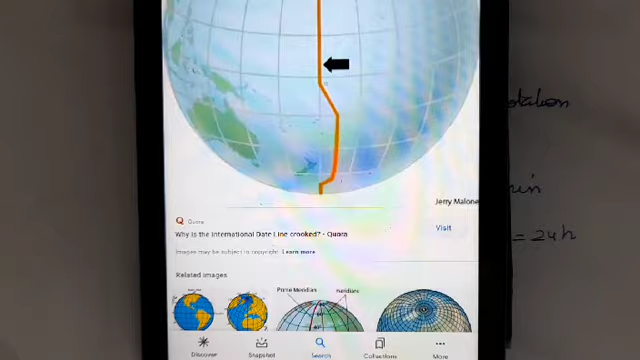 Jerry Malone
Quora
Visit
Why is the International Date Line crooked? - Quora
Images may be subject to copyright. Learn more
Related images
Prime Meridian
meridians
Discover
Snapshot
Search
Collections
More
= 24h